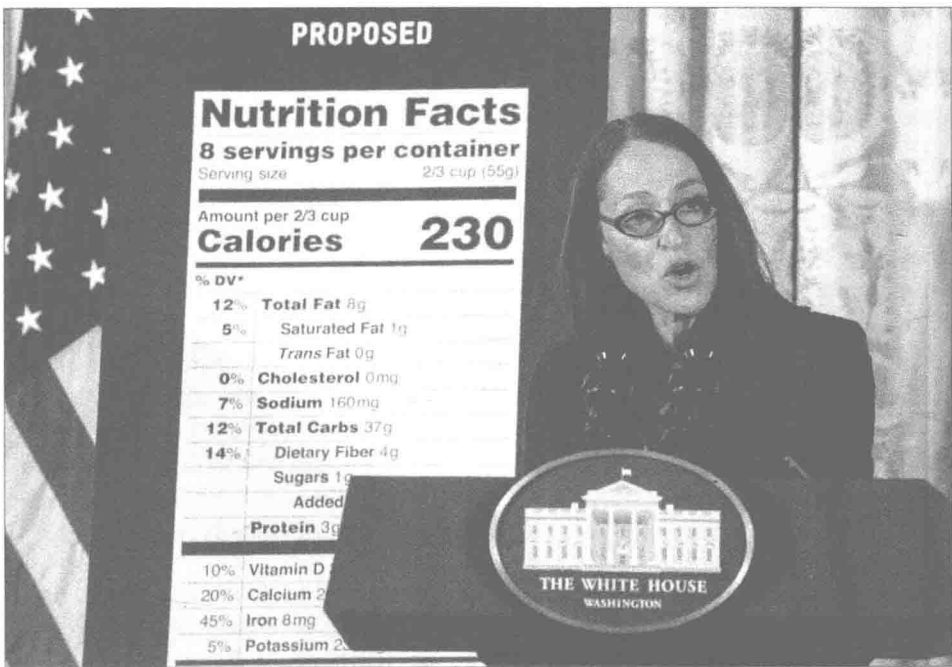 PROPOSED
Nutrition Facts
8 servings per container
Serving size 2/3 cup (55g)
Amount per 2/3 cup
Calories 230
% DV*
12% Total Fat 8g
5% Saturated Fat 1g
Trans Fat 0g
0% Cholesterol 0mg
7% Sodium 160mg
12% Total Carbs 37g
14% Dietary Fiber 4g
Sugars 1g
Added
Protein 3g
10% Vitamin D
20% Calcium 2
45% Iron 8mg
5% Potassium
THE WHITE HOUSE
WASHINGTON